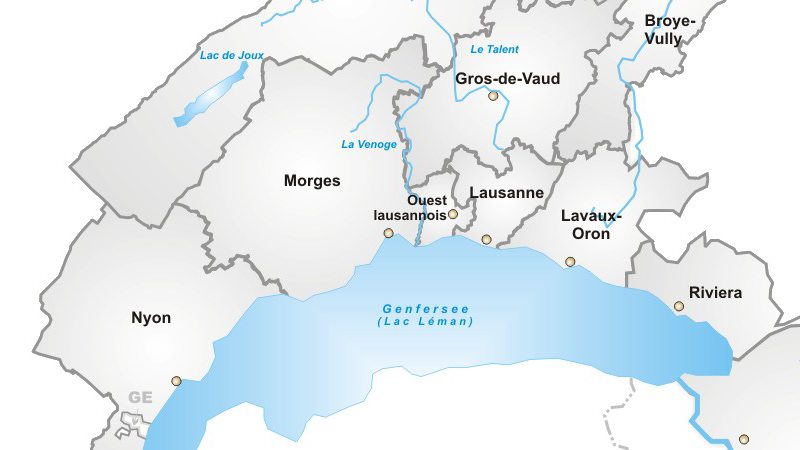 Broye-
Vully
Le Talent
Lac de Joux
Gros-de-Vaud
La Venoge
Morges
Ouest
lausannois
Lausanne
Lavaux-
Oron
Riviera
Genfersee
(Lac Léman)
Nyon
GE